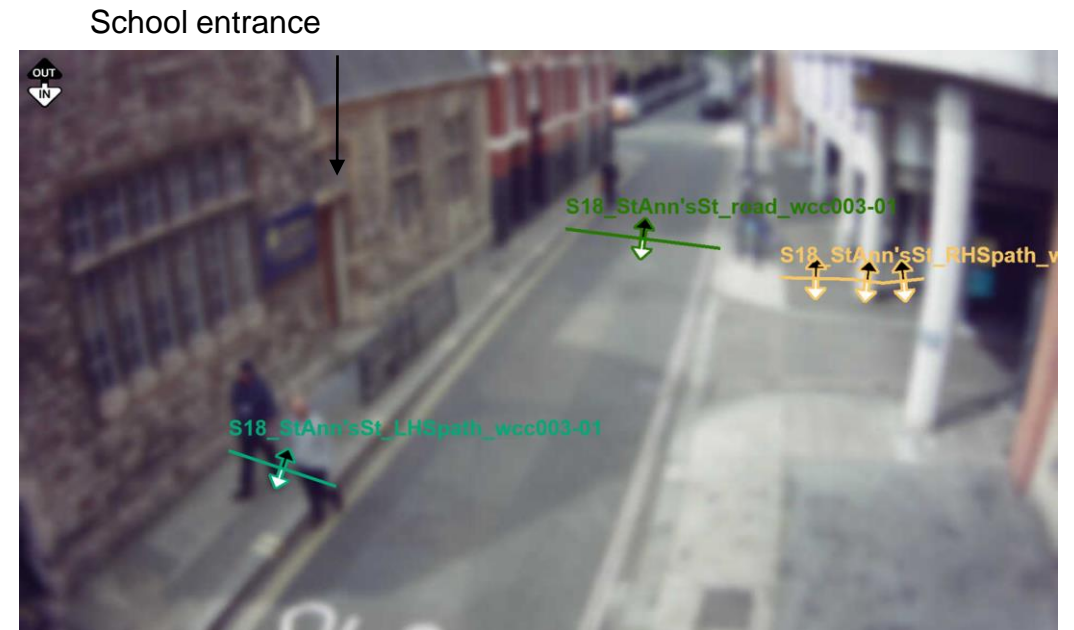 School entrance
OUT
IN
S18_StAnn'sSt_road_wcc003-01
S18_StAnn'sSt_RHSpath_w
S18_StAnn'sSt_LHSpath_wcc003-01